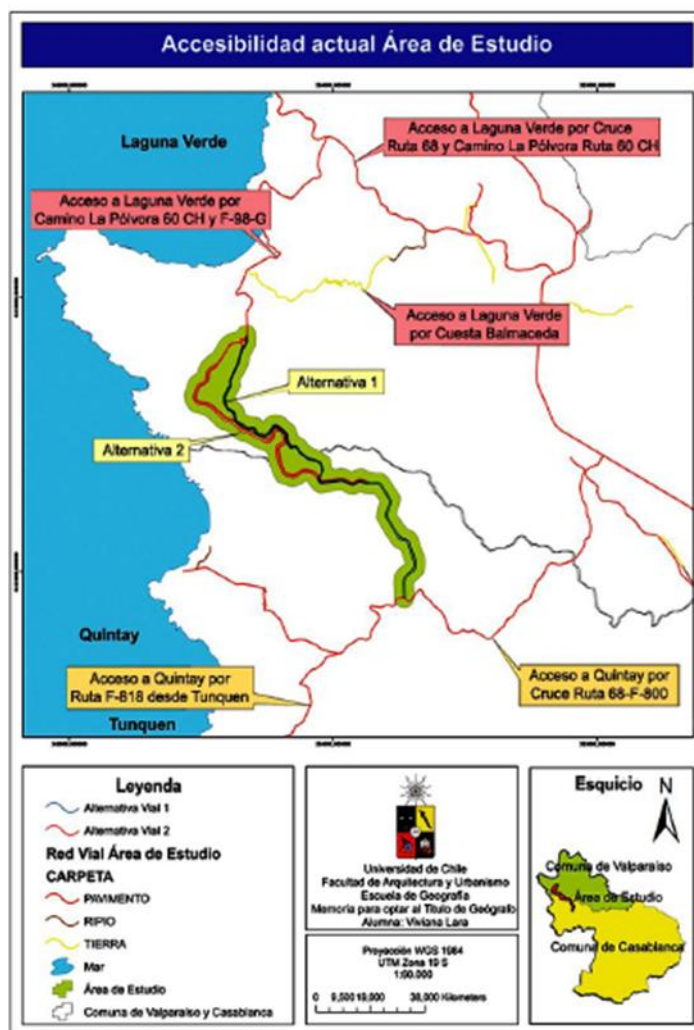 Accesibilidad actual Área de Estudio
Laguna Verde
Acceso a Laguna Verde por Cruce
Ruta 68 y Camino La Pólvora Ruta 60 CH
Acceso a Laguna Verde por
Camino La Pólvora 60 CH y F-98-G
Acceso a Laguna Verde
por Cuesta Balmaceda
Alternativa 1
Alternativa 2
Quintay
Acceso a Quintay por
Ruta F-818 desde Tunquen
Acceso a Quintay por
Cruce Ruta 68-F-800
Tunquen
Leyenda
Alternativa Vial 1
Alternativa Vial 2
Red Vial Área de Estudio
CARPETA
PAVIMENTO
RIPIO
TIERRA
Mar
Área de Estudio
Comuna de Valparaíso y Casablanca
Universidad de Chile
Facultad de Arquitectura y Urbanismo
Escuela de Geografía
Memoria para optar al Título de Geógrafo
Alumna: Viviana Lara
Proyección WGS 1984
UTM Zona 19 S
0 9,500 19,000 38,000 Kilometers
Esquicio
N
Comuna de Valparaíso
Área de Estudio
Comuna de Casablanca